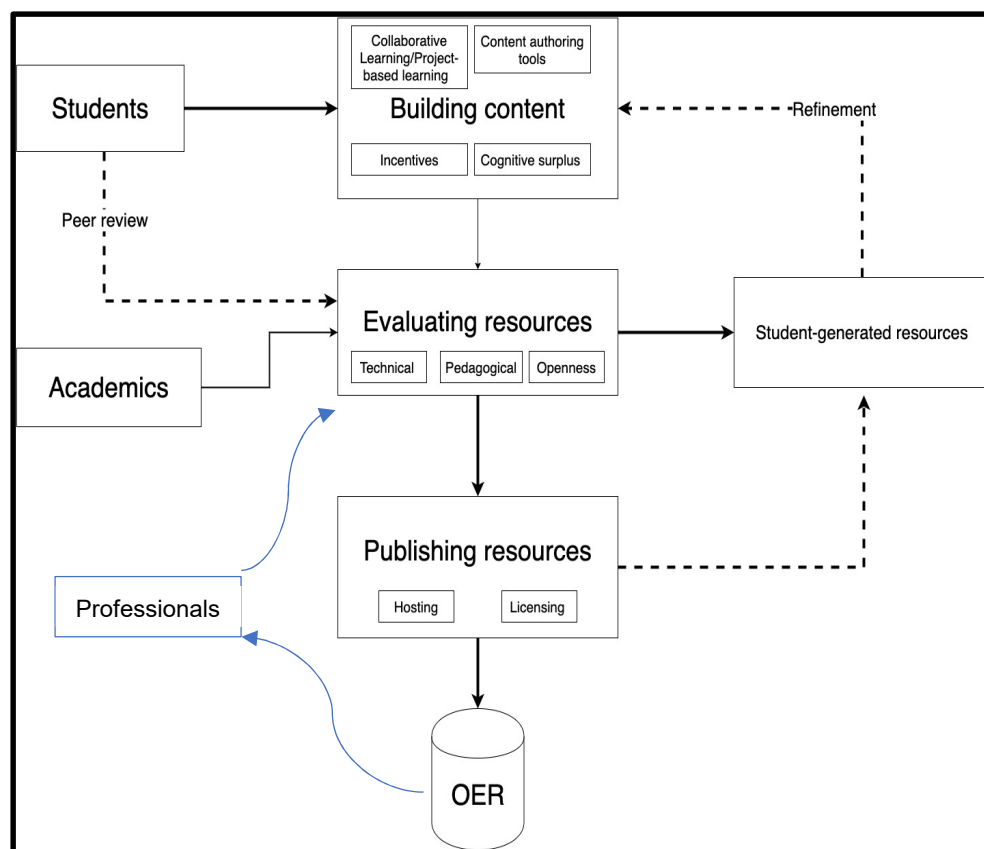 Collaborative
Learning/Project-
based learning
Content authoring
tools
Students
Building content
Refinement
Incentives
Cognitive surplus
Peer review
Evaluating resources
Student-generated resources
Technical
Pedagogical
Openness
Academics
Publishing resources
Professionals
Hosting
Licensing
OER